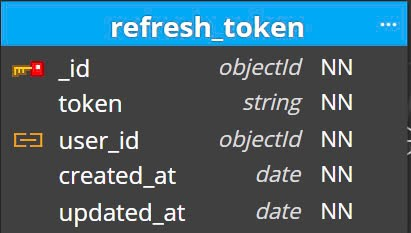 refresh_token ...
_id objectId NN
token string NN
user_id objectId NN
created_at date NN
updated_at date NN